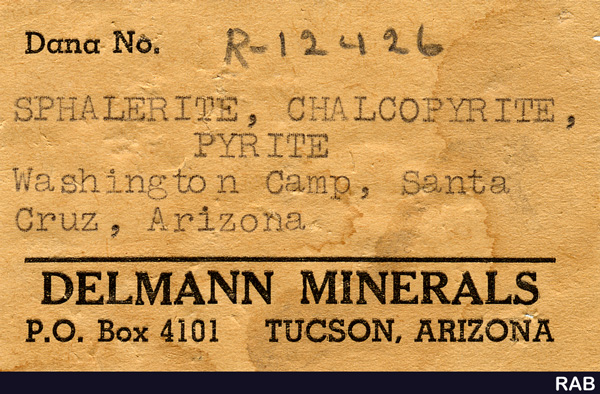 Dana No. R-12426
SPHALERITE, CHALCOPYRITE,
PYRITE
Washington Camp, Santa
Cruz, Arizona
DELMANN MINERALS
P.O. Box 4101 TUCSON, ARIZONA
RAB